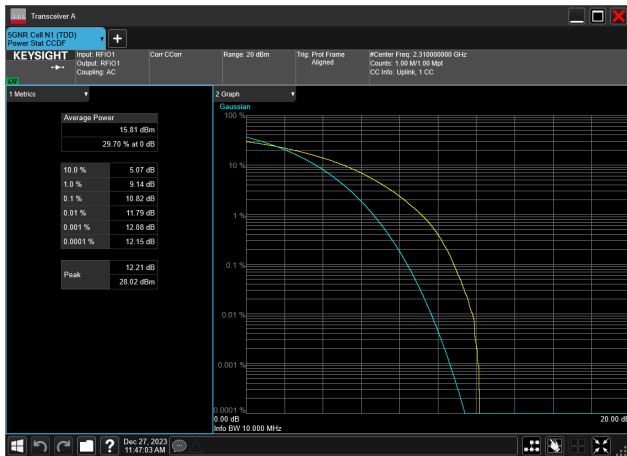 Transceiver A
5GNR Cell N1 (TDD)
Power Stat CCDF
KEYSIGHT
LXI
Input: RFIO1
Output: RFIO1
Coupling: AC
Corr CCorr
Range: 20 dBm
Trig: Prot Frame
Aligned
#Center Freq: 2.310000000 GHz
Counts: 1.00 M/1.00 Mpt
CC Info: Uplink, 1 CC
1 Metrics
Average Power
15.81 dBm
29.70 % at 0 dB
10.0 % 5.07 dB
1.0 % 9.14 dB
0.1 % 10.82 dB
0.01 % 11.79 dB
0.001 % 12.08 dB
0.0001 % 12.15 dB
Peak
12.21 dB
28.02 dBm
2 Graph
Gaussian
100 %
10 %
1 %
0.1 %
0.01 %
0.001 %
0.0001 %
0.00 dB 20.00 dB
Info BW 10.000 MHz
Dec 27, 2023
11:47:03 AM